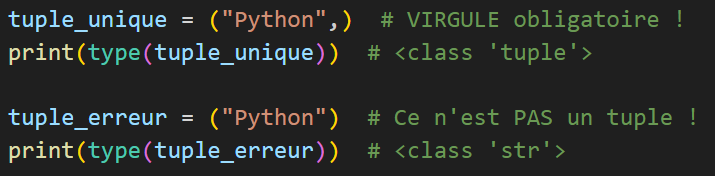 tuple_unique = ("Python",)  # VIRGULE obligatoire !
print(type(tuple_unique))  # <class 'tuple'>
tuple_erreur = ("Python")  # Ce n'est PAS un tuple !
print(type(tuple_erreur))  # <class 'str'>